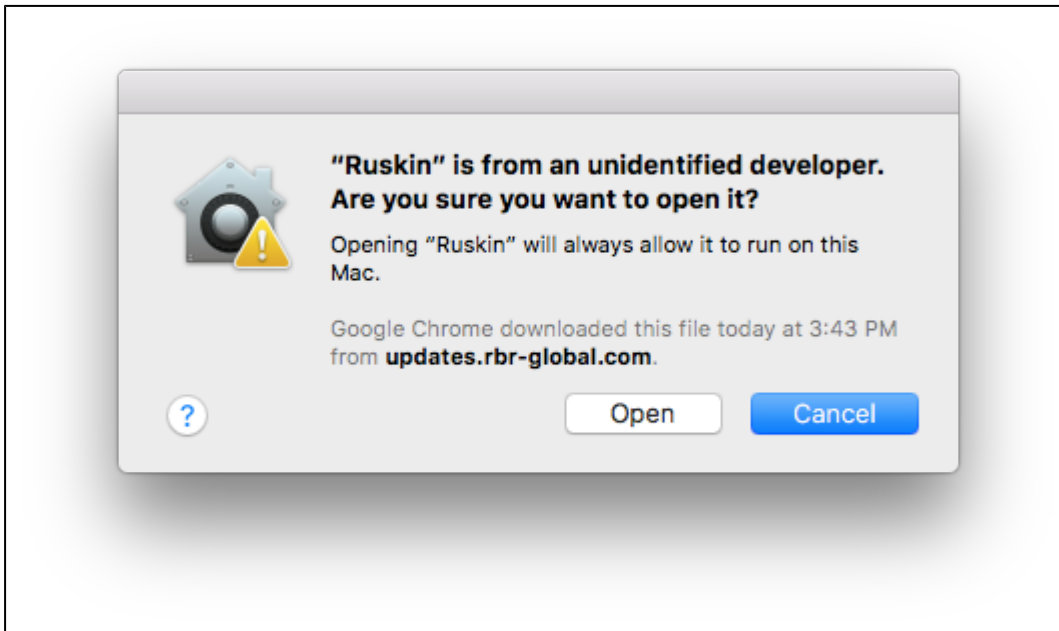 “Ruskin” is from an unidentified developer.
Are you sure you want to open it?
Opening “Ruskin” will always allow it to run on this
Mac.
Google Chrome downloaded this file today at 3:43 PM
from updates.rbr-global.com.
?
Open
Cancel